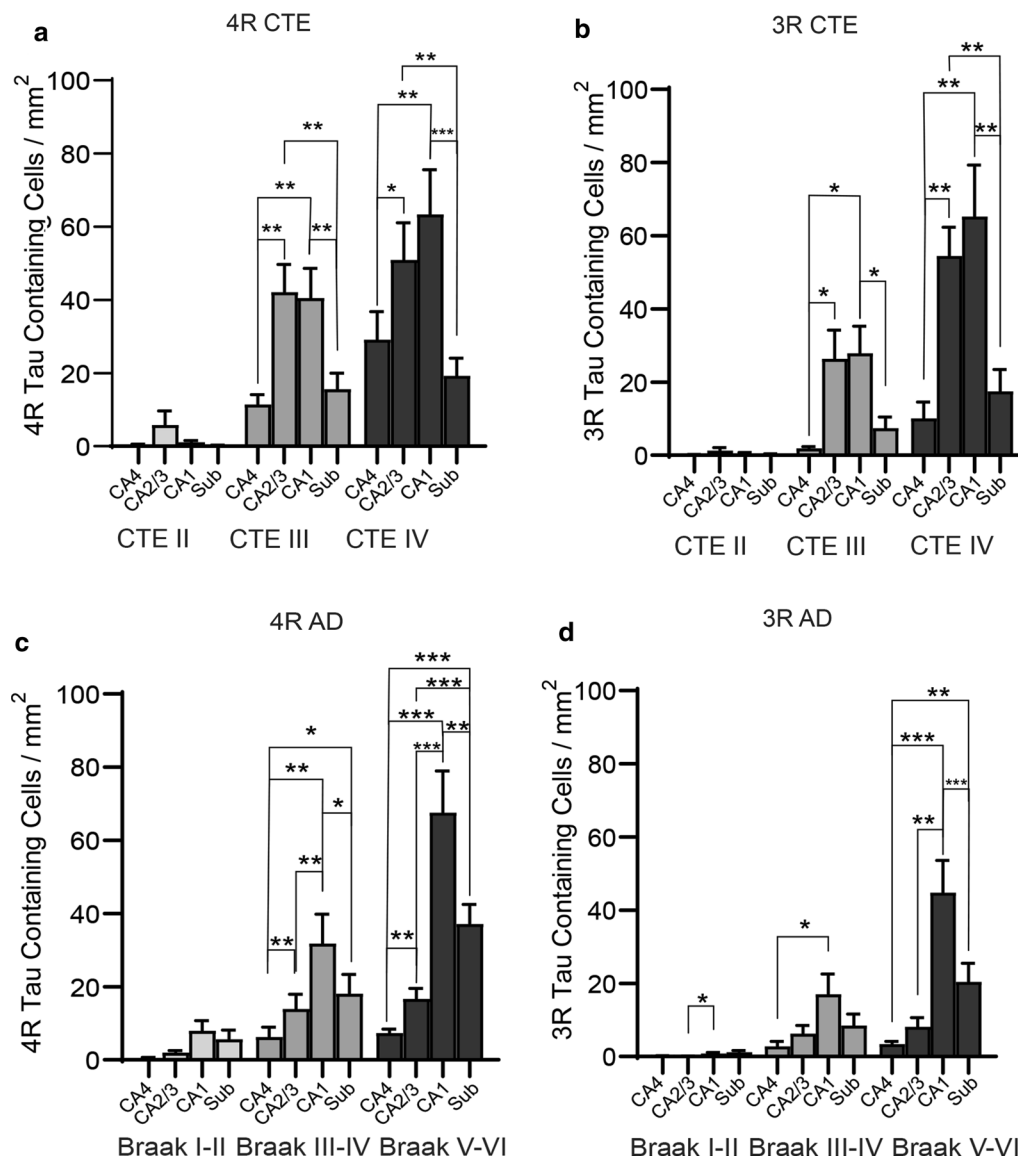 a
4R CTE
4R Tau Containing Cells / mm2
100
80
60
40
20
0
** ** ** *** * ** ** ** **
CA4 CA2/3 CA1 Sub CA4 CA2/3 CA1 Sub CA4 CA2/3 CA1 Sub
CTE II CTE III CTE IV
b
3R CTE
3R Tau Containing Cells / mm2
100
80
60
40
20
0
** ** ** ** * * *
CA4 CA2/3 CA1 Sub CA4 CA2/3 CA1 Sub CA4 CA2/3 CA1 Sub
CTE II CTE III CTE IV
c
4R AD
4R Tau Containing Cells / mm2
100
80
60
40
20
0
*** *** *** ** *** ** * ** * ** **
CA4 CA2/3 CA1 Sub CA4 CA2/3 CA1 Sub CA4 CA2/3 CA1 Sub
Braak I-II Braak III-IV Braak V-VI
d
3R AD
3R Tau Containing Cells / mm2
100
80
60
40
20
0
** *** *** ** * *
CA4 CA2/3 CA1 Sub CA4 CA2/3 CA1 Sub CA4 CA2/3 CA1 Sub
Braak I-II Braak III-IV Braak V-VI